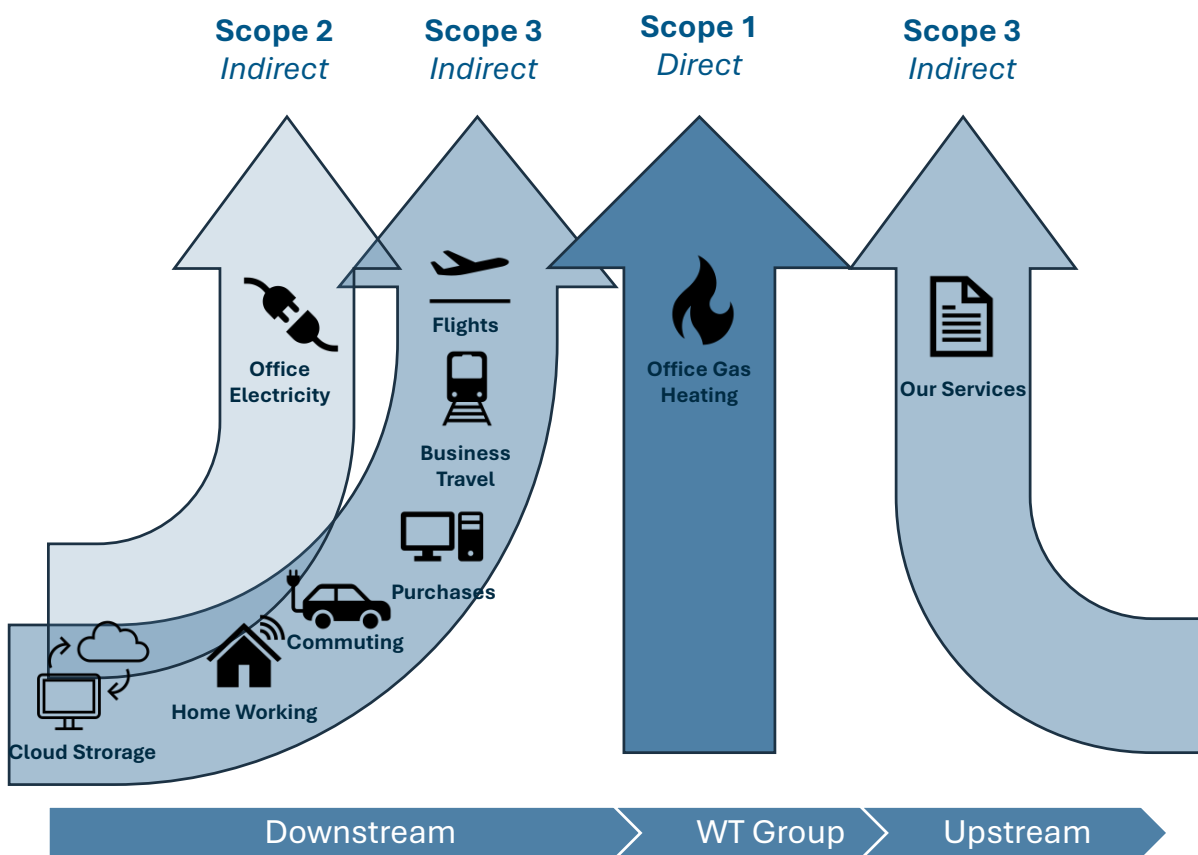 Scope 2
Indirect
Scope 3
Indirect
Scope 1
Direct
Scope 3
Indirect
Office
Electricity
Flights
Business
Travel
Purchases
Commuting
Home Working
Cloud Strorage
Office Gas
Heating
Our Services
Downstream
WT Group
Upstream